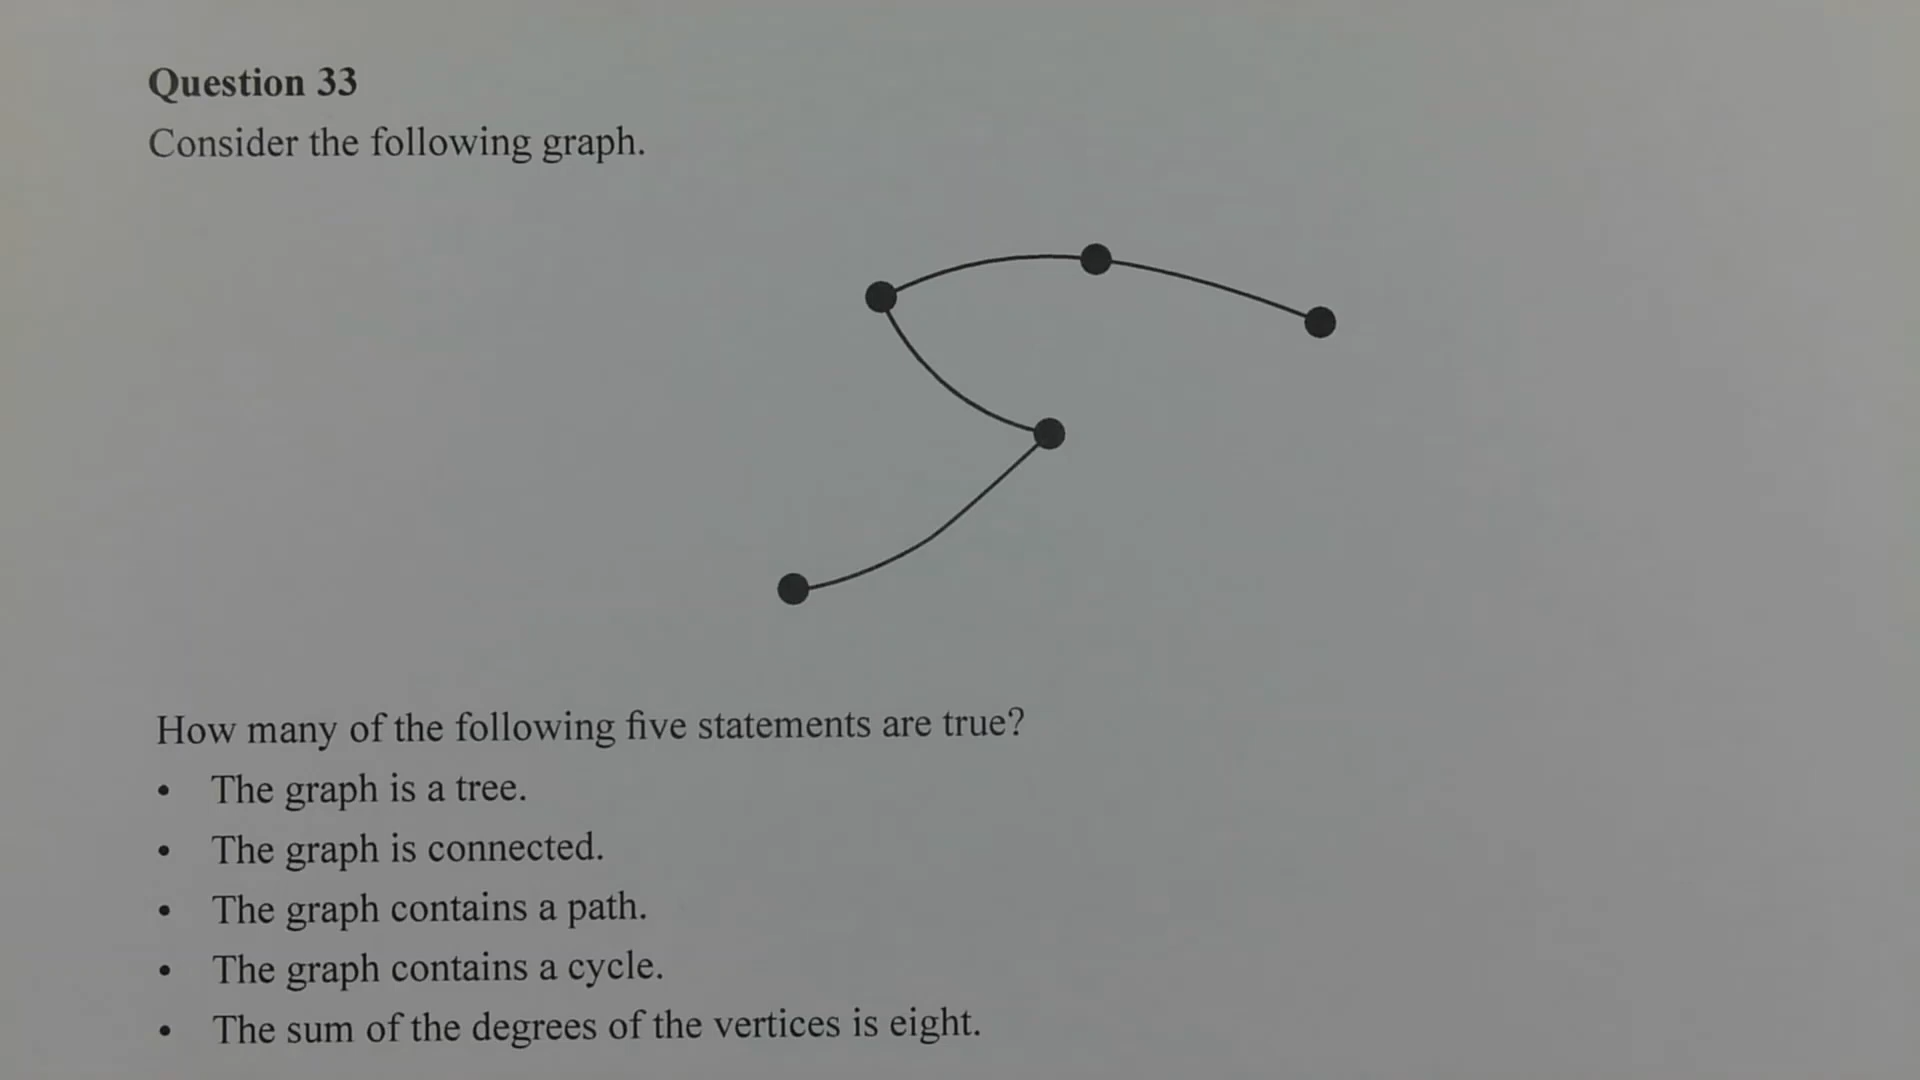 Question 33
Consider the following graph.
How many of the following five statements are true?
• The graph is a tree.
• The graph is connected.
• The graph contains a path.
• The graph contains a cycle.
• The sum of the degrees of the vertices is eight.